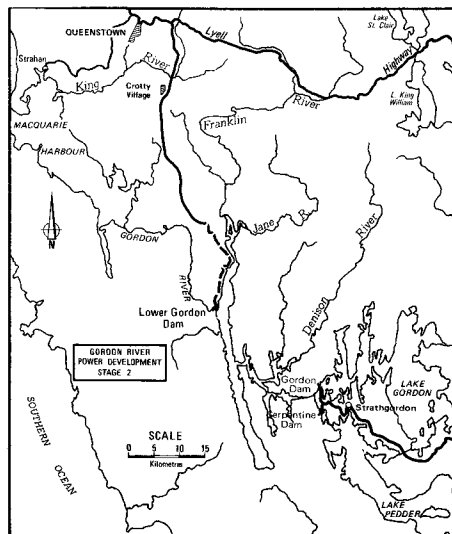 QUEENSTOWN
Lyell
Highway
Lake
St. Clair
Strahan
King
River
Crotty
Village
L. King
William
River
Franklin
MACQUARIE
HARBOUR
N
GORDON
RIVER
Jane R.
Denison
River
Lower Gordon
Dam
GORDON RIVER
POWER DEVELOPMENT
STAGE 2
Gordon
Dam
Serpentine
Dam
Strathgordon
LAKE
GORDON
SOUTHERN
OCEAN
SCALE
0 5 10 15
Kilometres
LAKE
PEDDER